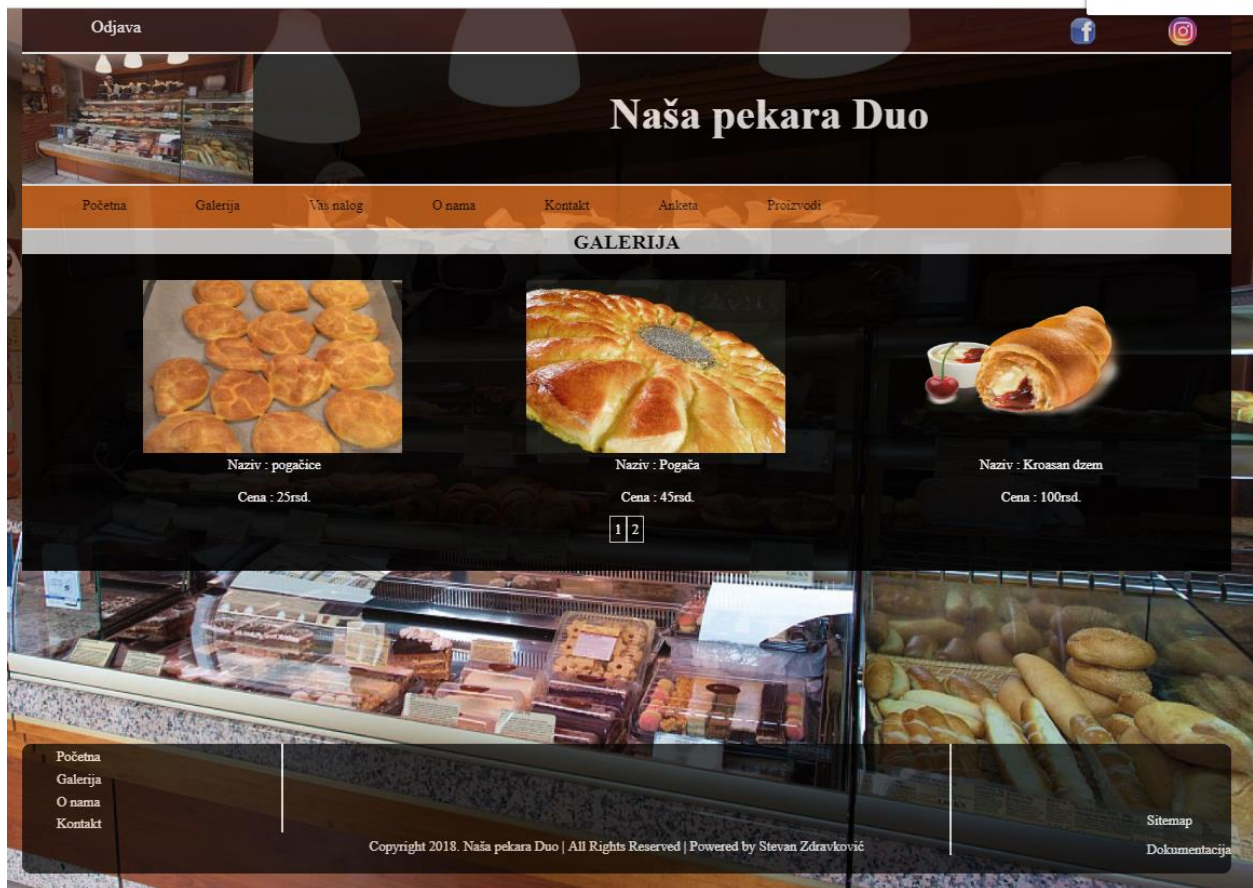 Odjava
Naša pekara Duo
Početna Galerija Vas nalog O nama Kontakt Anketa Proizvodi
GALERIJA
Naziv : pogačice Naziv : Pogača Naziv : Kroasan dzem
Cena : 25rsd. Cena : 45rsd. Cena : 100rsd.
1 2
Početna
Galerija
O nama
Kontakt
Sitemap
Copyright 2018. Naša pekara Duo | All Rights Reserved | Powered by Stevan Zdravković
Dokumentacija